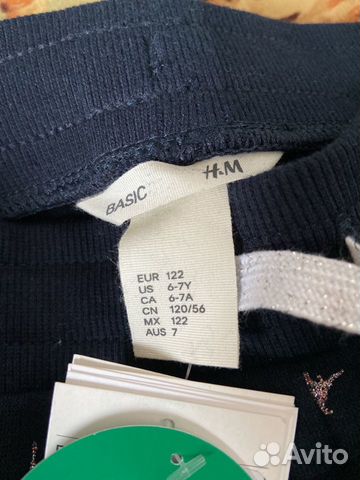 BASIC H&M
EUR 122
US 6-7Y
CA 6-7A
CN 120/56
MX 122
AUS 7
Avito